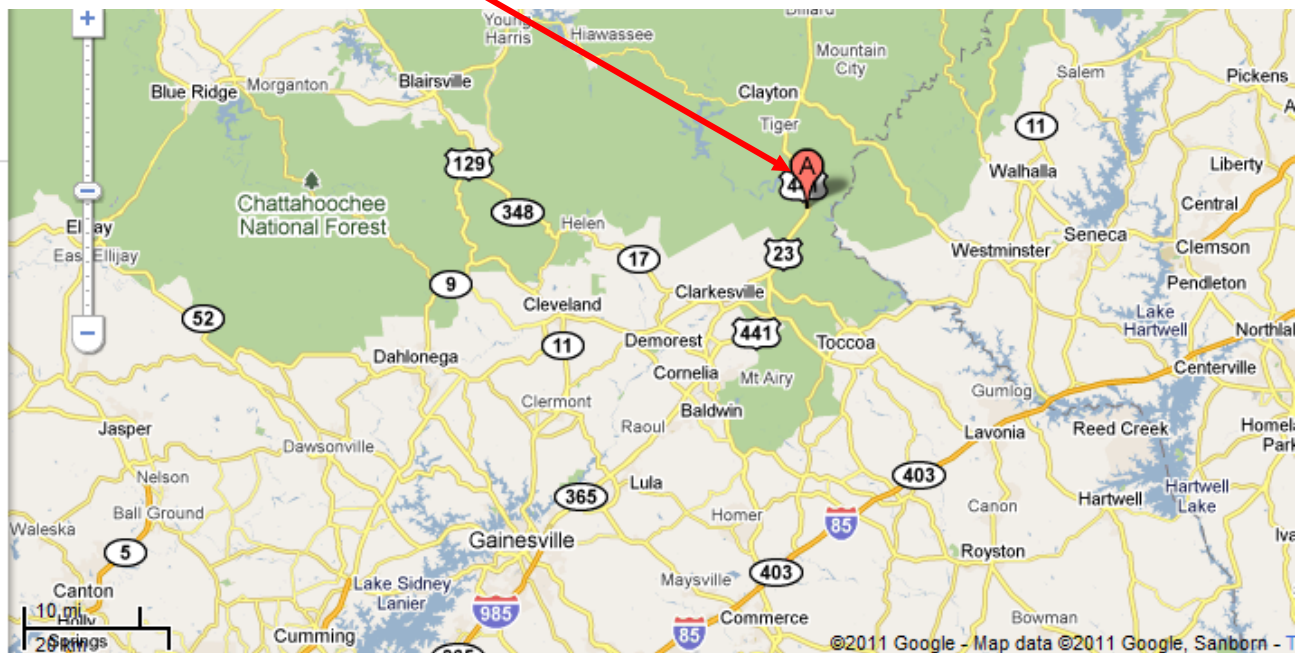 Dillard
Young
Harris
Hiawassee
Mountain
City
Salem
Pickens
Blue Ridge
Morganton
Blairsville
Clayton
Tiger
11
129
A
Walhalla
Liberty
Chattahoochee
National Forest
348
Helen
Central
Ellijay
East Ellijay
17
23
Westminster
Seneca
Clemson
9
Cleveland
Clarkesville
Pendleton
52
11
Demorest
441
Toccoa
Lake
Hartwell
Dahlonega
Cornelia
Mt Airy
Centerville
Clermont
Baldwin
Gumlog
Jasper
Dawsonville
Raoul
Lavonia
Reed Creek
Nelson
365
Lula
403
Hartwell
Hartwell
Lake
Ball Ground
Homer
85
Canon
Waleska
5
Gainesville
Royston
Canton
Lake Sidney
Lanier
Maysville
403
10 mi
Holly
Springs
20 km
Cumming
985
85
Commerce
Bowman
©2011 Google - Map data ©2011 Google, Sanborn -